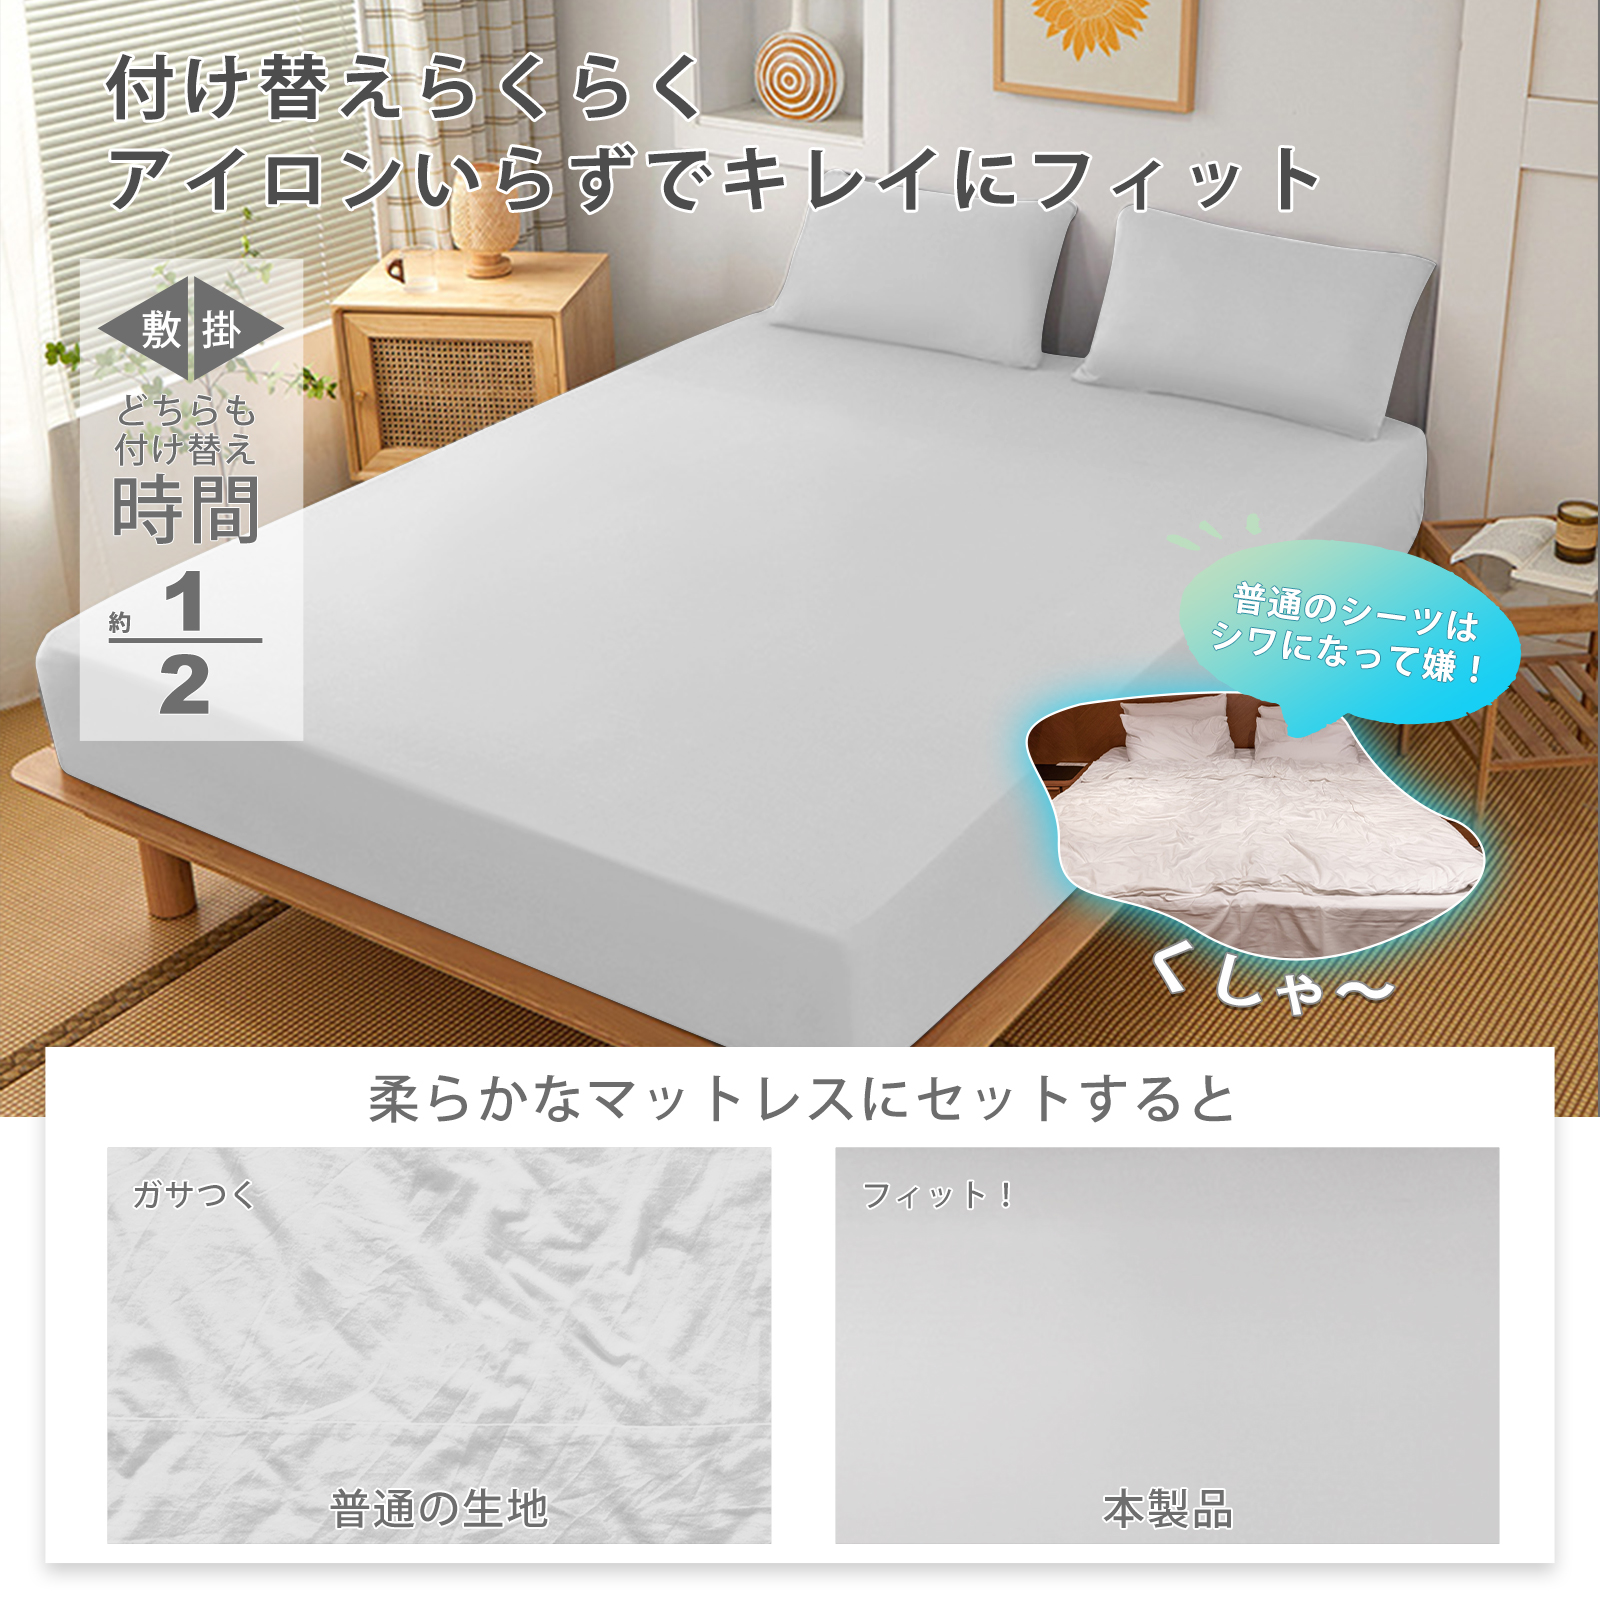 付け替えらくらく
アイロンいらずでキレイにフィット
敷 掛
どちらも
付け替え
時間
約 1
2
普通のシーツは
シワになって嫌！
くしゃ～
柔らかなマットレスにセットすると
ガサつく
普通の生地
フィット！
本製品